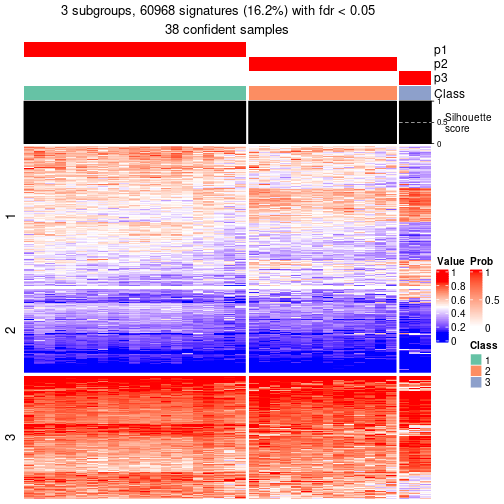 3 subgroups, 60968 signatures (16.2%) with fdr < 0.05
38 confident samples
p1
p2
p3
Class
1
0.5
0
Silhouette
score
1
2
3
Value
1
0.8
0.6
0.4
0.2
0
Prob
1
0.5
0
Class
1
2
3